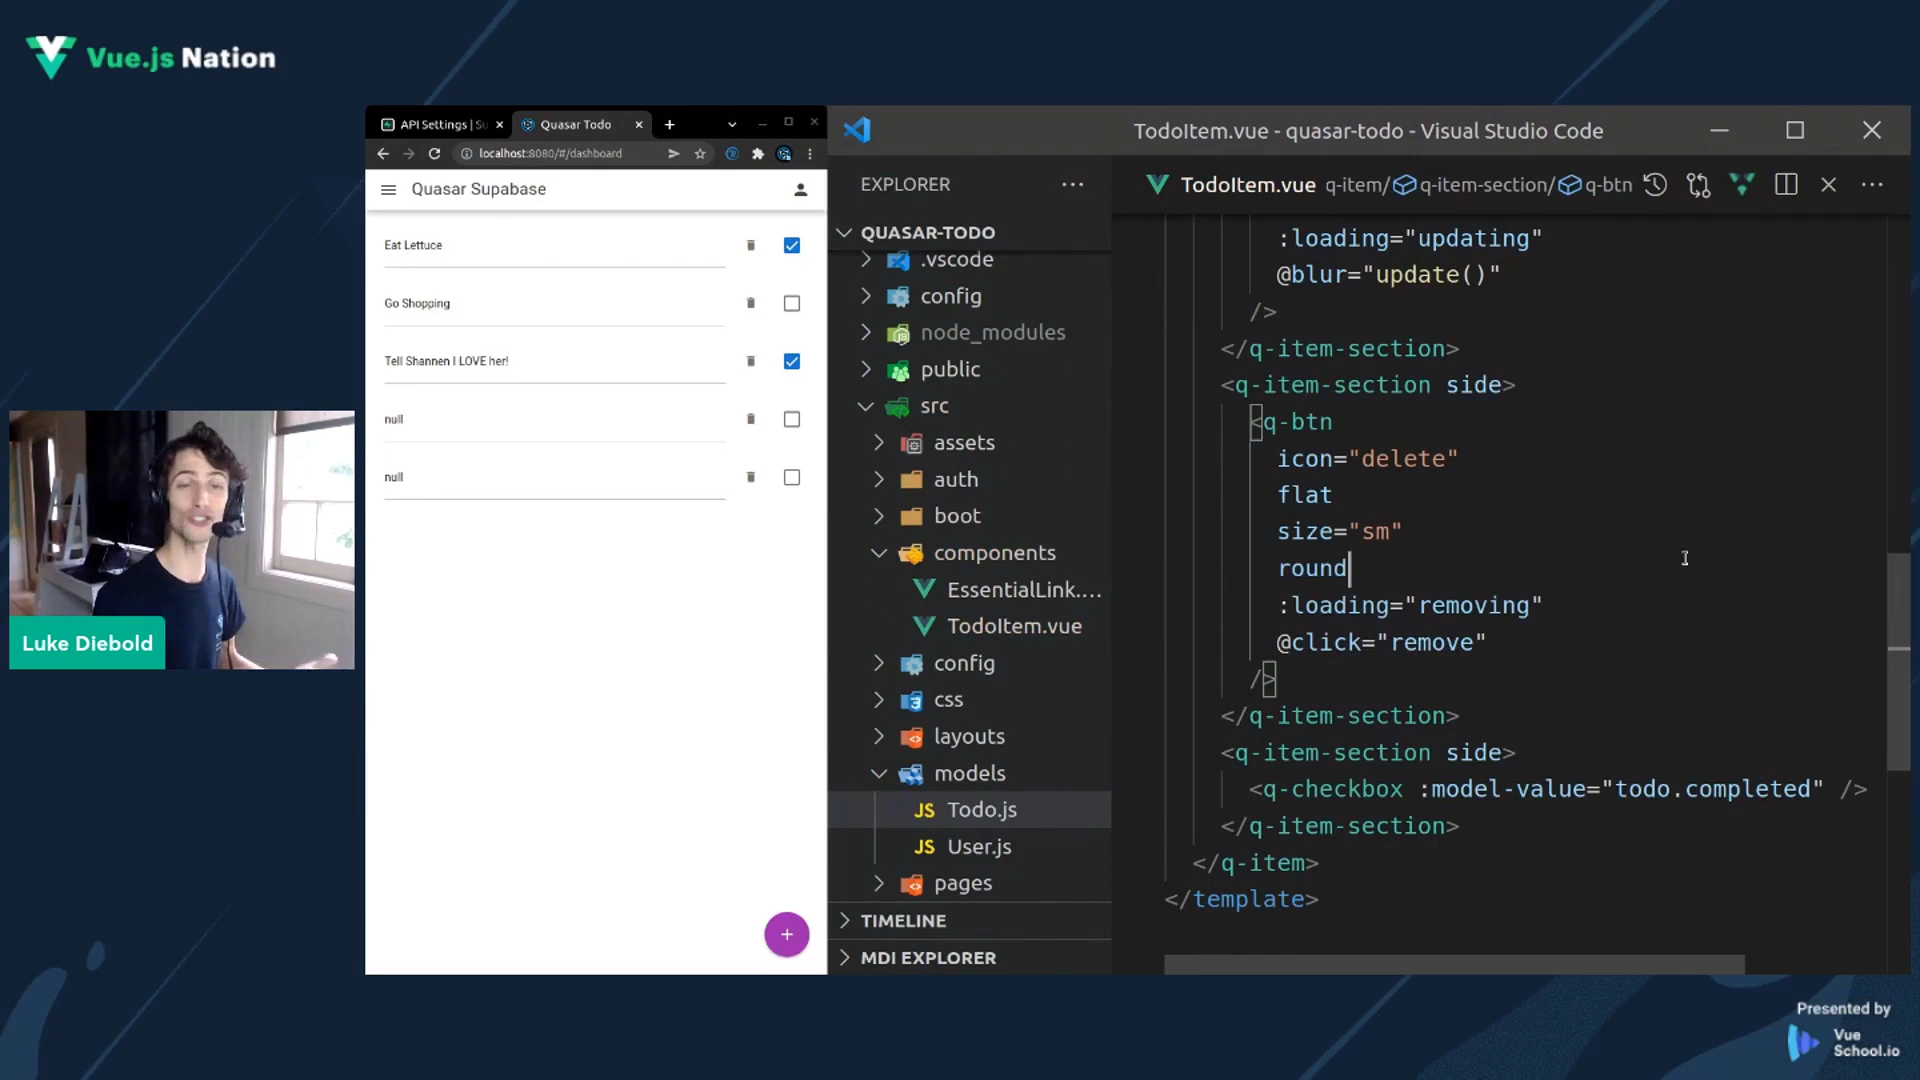 Vue.js Nation
API Settings | Su
Quasar Todo
localhost:8080/#/dashboard
Quasar Supabase
Eat Lettuce
Go Shopping
Tell Shannen I LOVE her!
null
null
+
Luke Diebold
TodoItem.vue - quasar-todo - Visual Studio Code
EXPLORER
QUASAR-TODO
.vscode
config
node_modules
public
src
assets
auth
boot
components
EssentialLink....
TodoItem.vue
config
css
layouts
models
JS Todo.js
JS User.js
pages
TIMELINE
MDI EXPLORER
TodoItem.vue q-item/ q-item-section/ q-btn
:loading="updating"
@blur="update()"
/>
</q-item-section>
<q-item-section side>
<q-btn
icon="delete"
flat
size="sm"
round
:loading="removing"
@click="remove"
/>
</q-item-section>
<q-item-section side>
<q-checkbox :model-value="todo.completed" />
</q-item-section>
</q-item>
</template>
Presented by
Vue
School.io